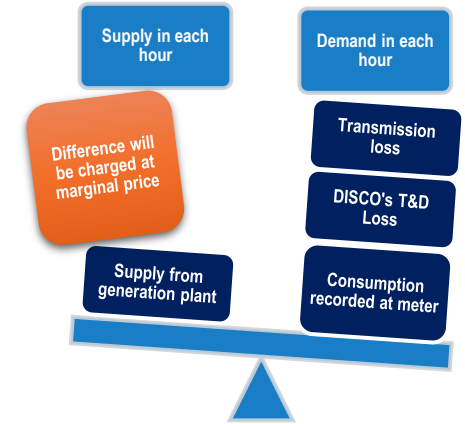 Supply in each
hour
Demand in each
hour
Difference will
be charged at
marginal price
Supply from
generation plant
Transmission
loss
DISCO's T&D
Loss
Consumption
recorded at meter